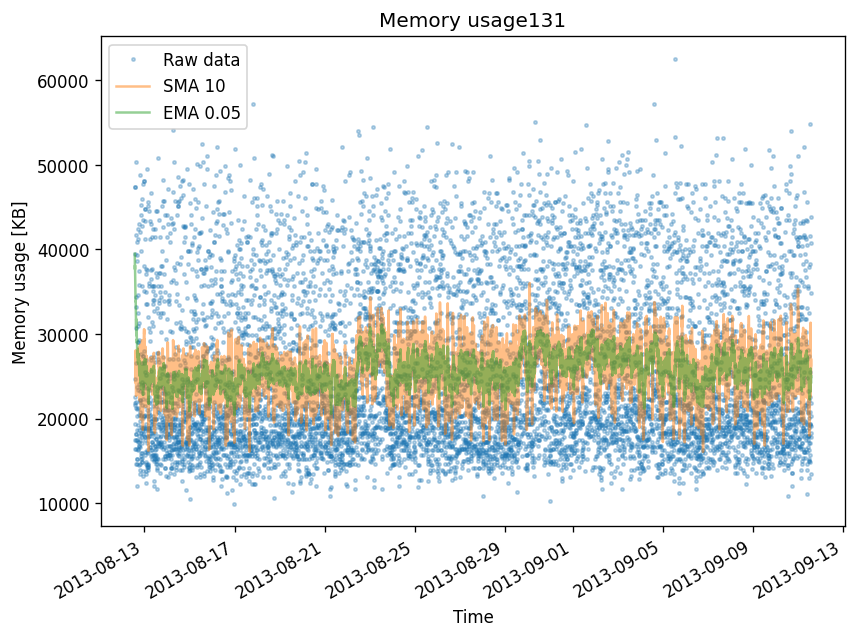 Memory usage131
Raw data
SMA 10
EMA 0.05
Memory usage [KB]
60000
50000
40000
30000
20000
10000
2013-08-13
2013-08-17
2013-08-21
2013-08-25
2013-08-29
2013-09-01
2013-09-05
2013-09-09
2013-09-13
Time